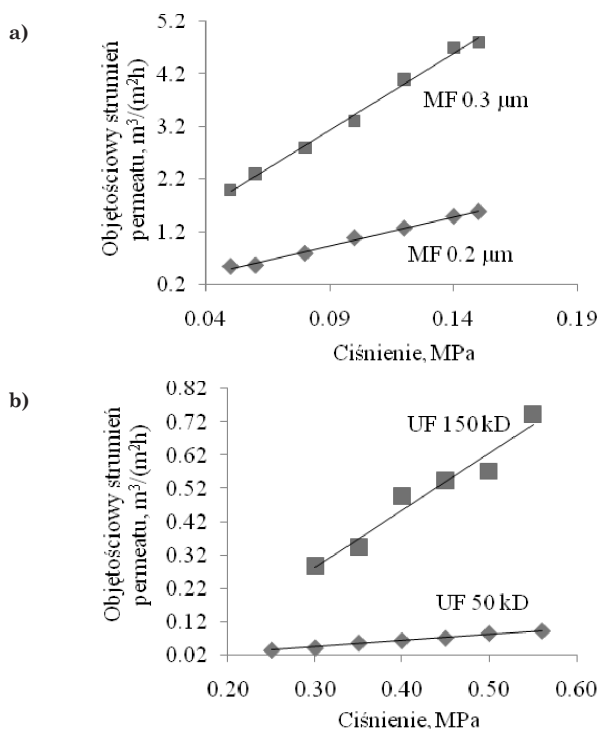 a)
Objętościowy strumień
permeatu, m³/(m²h)
5.2
4.2
3.2
2.2
1.2
0.2
MF 0.3 µm
MF 0.2 µm
0.04 0.09 0.14 0.19
Ciśnienie, MPa
b)
Objętościowy strumień
permeatu, m³/(m²h)
0.82
0.72
0.62
0.52
0.42
0.32
0.22
0.12
0.02
UF 150 kD
UF 50 kD
0.20 0.30 0.40 0.50 0.60
Ciśnienie, MPa